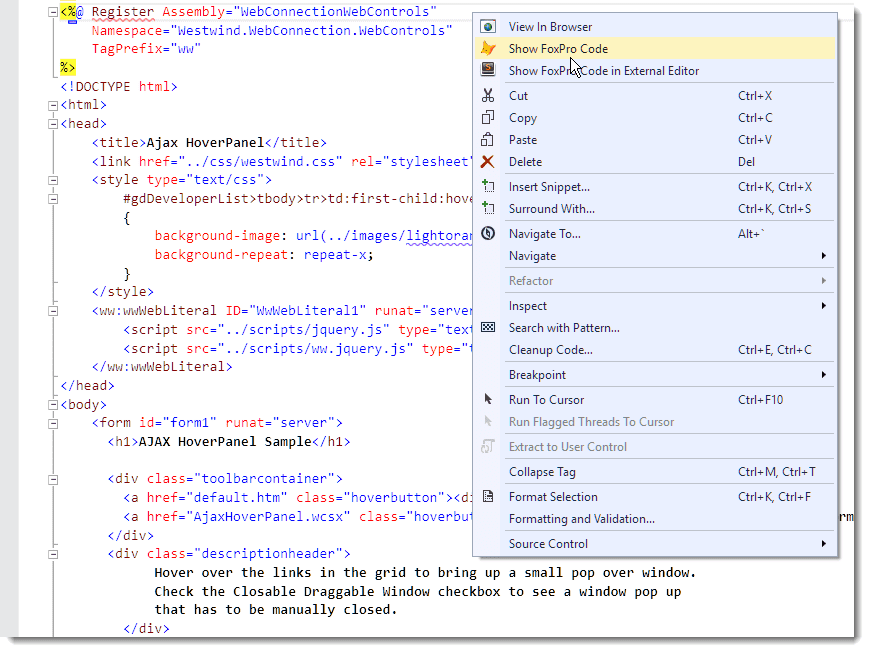 <%@ Register Assembly="WebConnectionWebControls"
Namespace="Westwind.WebConnection.WebControls"
TagPrefix="ww"
%>
<!DOCTYPE html>
<html>
<head>
<title>Ajax HoverPanel</title>
<link href="../css/westwind.css" rel="stylesheet"
<style type="text/css">
#gdDeveloperList>tbody>tr>td:first-child:hove
{
background-image: url(../images/lightoran
background-repeat: repeat-x;
}
</style>
<ww:wwWebLiteral ID="WwWebLiteral1" runat="server
<script src="../scripts/jquery.js" type="text
<script src="../scripts/ww.jquery.js" type="t
</ww:wwWebLiteral>
</head>
<body>
<form id="form1" runat="server">
<h1>AJAX HoverPanel Sample</h1>
<div class="toolbarcontainer">
<a href="default.htm" class="hoverbutton"><di
<a href="AjaxHoverPanel.wcsx" class="hoverbut
rm
</div>
<div class="descriptionheader">
Hover over the links in the grid to bring up a small pop over window.
Check the Closable Draggable Window checkbox to see a window pop up
that has to be manually closed.
</div>
View In Browser
Show FoxPro Code
Show FoxPro Code in External Editor
Cut Ctrl+X
Copy Ctrl+C
Paste Ctrl+V
Delete Del
Insert Snippet... Ctrl+K, Ctrl+X
Surround With... Ctrl+K, Ctrl+S
Navigate To... Alt+`
Navigate
Refactor
Inspect
Search with Pattern...
Cleanup Code... Ctrl+E, Ctrl+C
Breakpoint
Run To Cursor Ctrl+F10
Run Flagged Threads To Cursor
Extract to User Control
Collapse Tag Ctrl+M, Ctrl+T
Format Selection Ctrl+K, Ctrl+F
Formatting and Validation...
Source Control